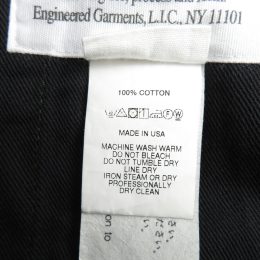 Engineered Garments, L.I.C., NY 11101
100% COTTON
MADE IN USA
MACHINE WASH WARM
DO NOT BLEACH
DO NOT TUMBLE DRY
LINE DRY
IRON STEAM OR DRY
PROFESSIONALLY
DRY CLEAN